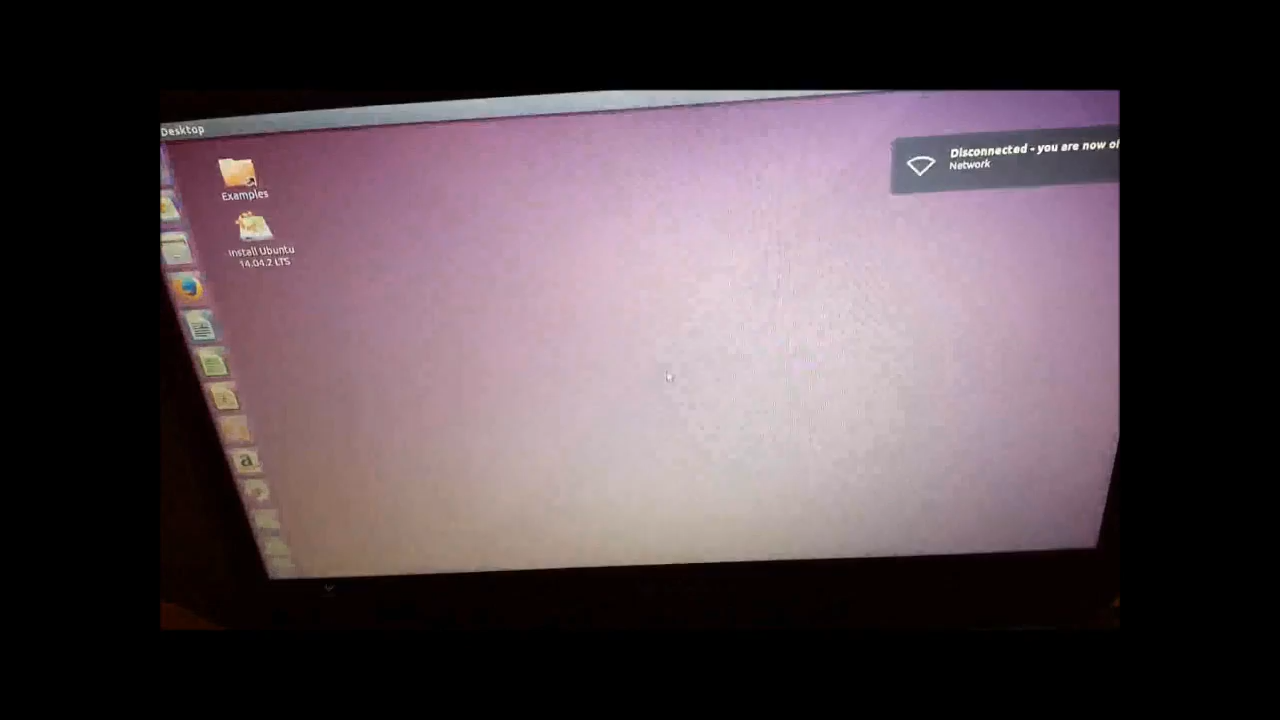 Desktop
Disconnected - you are now of
Network
Examples
Install Ubuntu
14.04.2 LTS
a